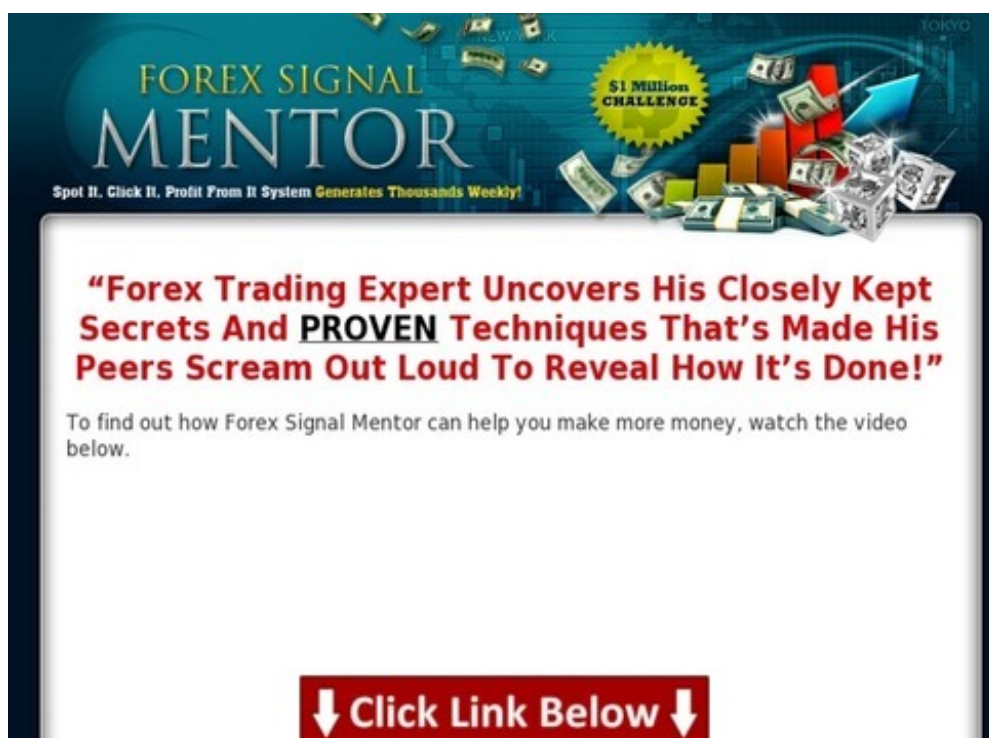 TOKYO
NEW YORK
FOREX SIGNAL
MENTOR
$1 Million
CHALLENGE
Spot It. Click It. Profit From It System Generates Thousands Weekly!
“Forex Trading Expert Uncovers His Closely Kept
Secrets And PROVEN Techniques That’s Made His
Peers Scream Out Loud To Reveal How It’s Done!”
To find out how Forex Signal Mentor can help you make more money, watch the video
below.
Click Link Below